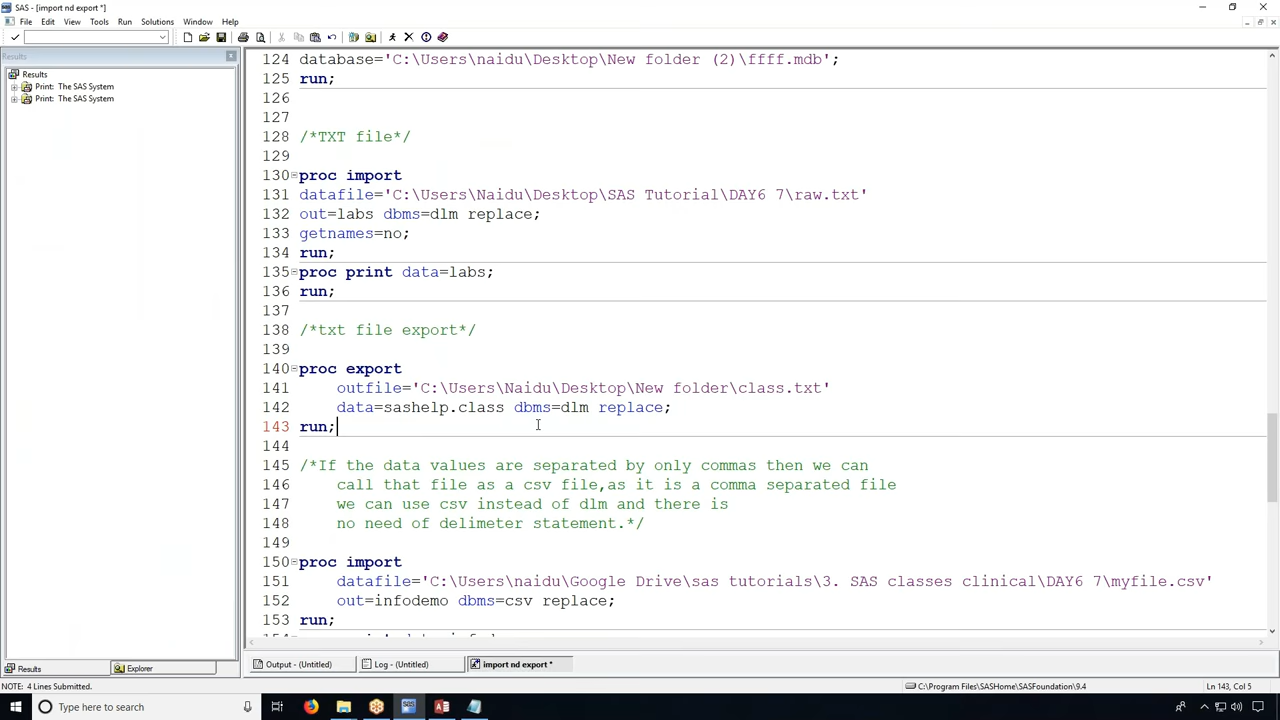 SAS - [import nd export *]
File Edit View Tools Run Solutions Window Help
Results
Results
Print: The SAS System
Print: The SAS System
124 database='C:\Users\naidu\Desktop\New folder (2)\ffff.mdb';
125 run;
126
127
128 /*TXT file*/
129
130 proc import
131 datafile='C:\Users\Naidu\Desktop\SAS Tutorial\DAY6 7\raw.txt'
132 out=labs dbms=dlm replace;
133 getnames=no;
134 run;
135 proc print data=labs;
136 run;
137
138 /*txt file export*/
139
140 proc export
141 outfile='C:\Users\Naidu\Desktop\New folder\class.txt'
142 data=sashelp.class dbms=dlm replace;
143 run;
144
145 /*If the data values are separated by only commas then we can
146 call that file as a csv file,as it is a comma separated file
147 we can use csv instead of dlm and there is
148 no need of delimeter statement.*/
149
150 proc import
151 datafile='C:\Users\naidu\Google Drive\sas tutorials\3. SAS classes clinical\DAY6 7\myfile.csv'
152 out=infodemo dbms=csv replace;
153 run;
Results Explorer Output - (Untitled) Log - (Untitled) import nd export *
NOTE: 4 Lines Submitted. C:\Program Files\SASHome\SASFoundation\9.4 Ln 143, Col 5
Type here to search